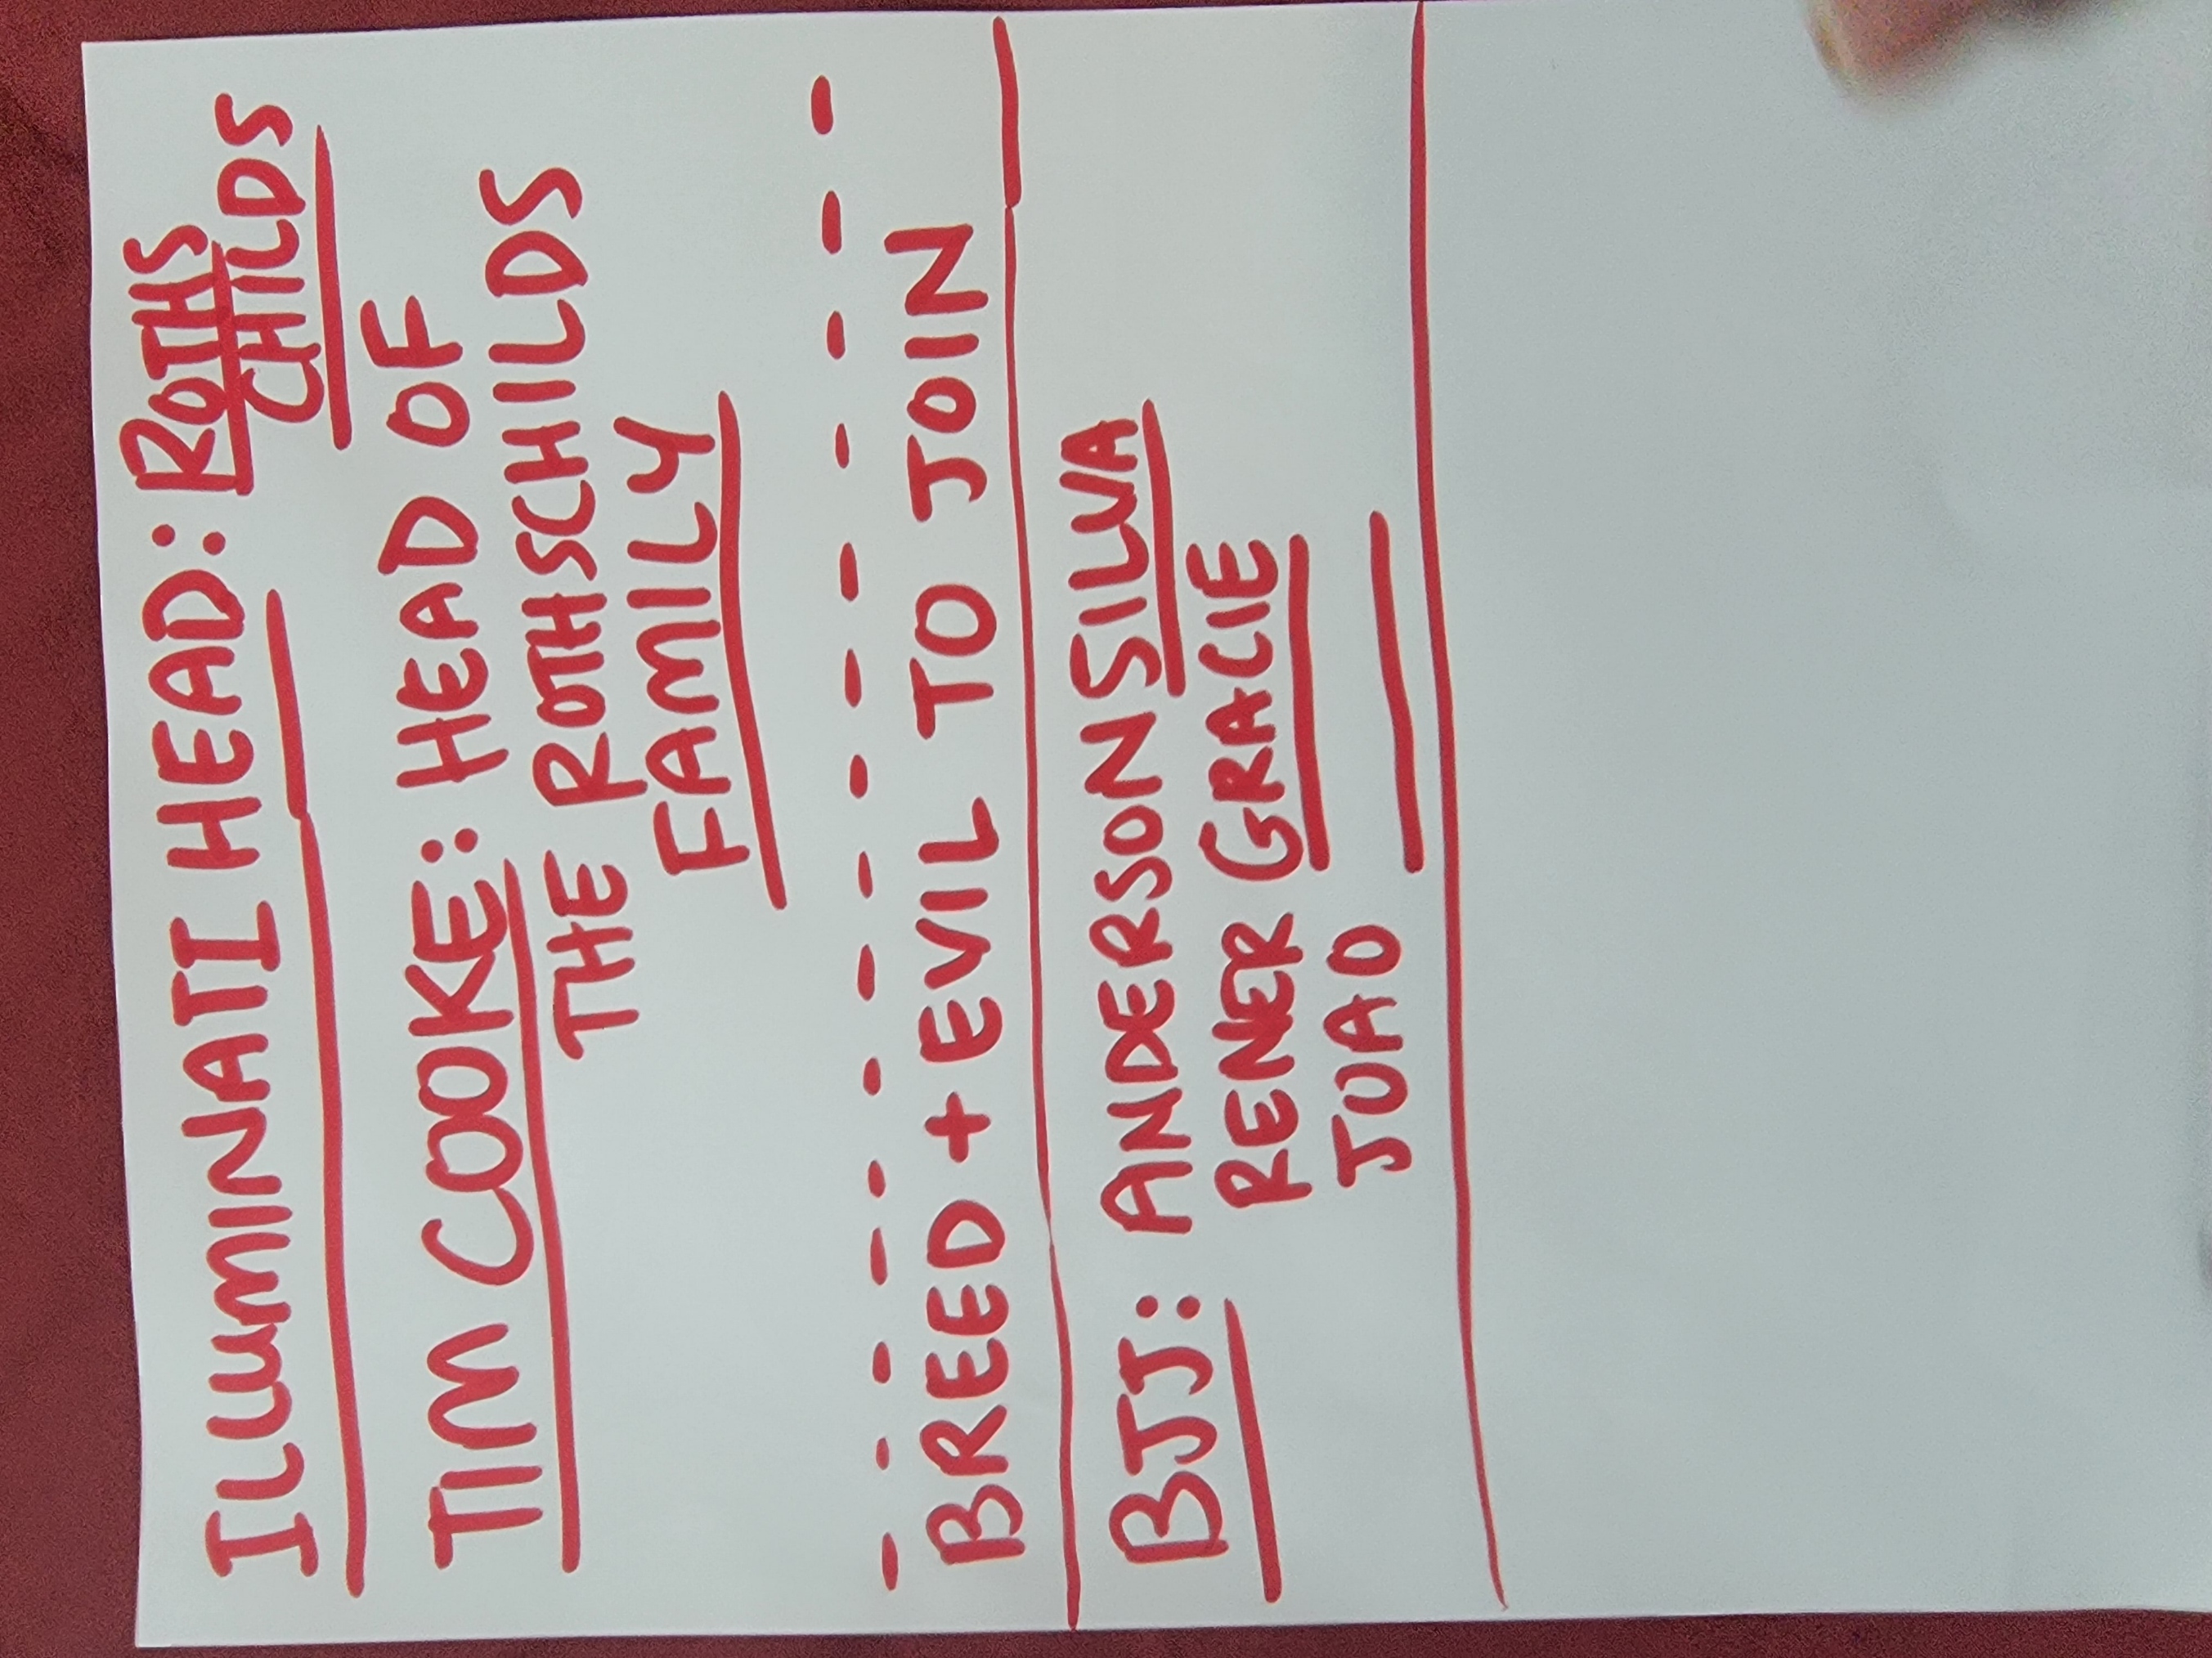 ILLUMINATI HEAD: ROTHS
CHILDS
TIM COOKE: HEAD OF
THE ROTHSCHILDS
FAMILY
BREED + EVIL TO JOIN
BJJ: ANDERSON SILVA
RENER GRACIE
JOAO